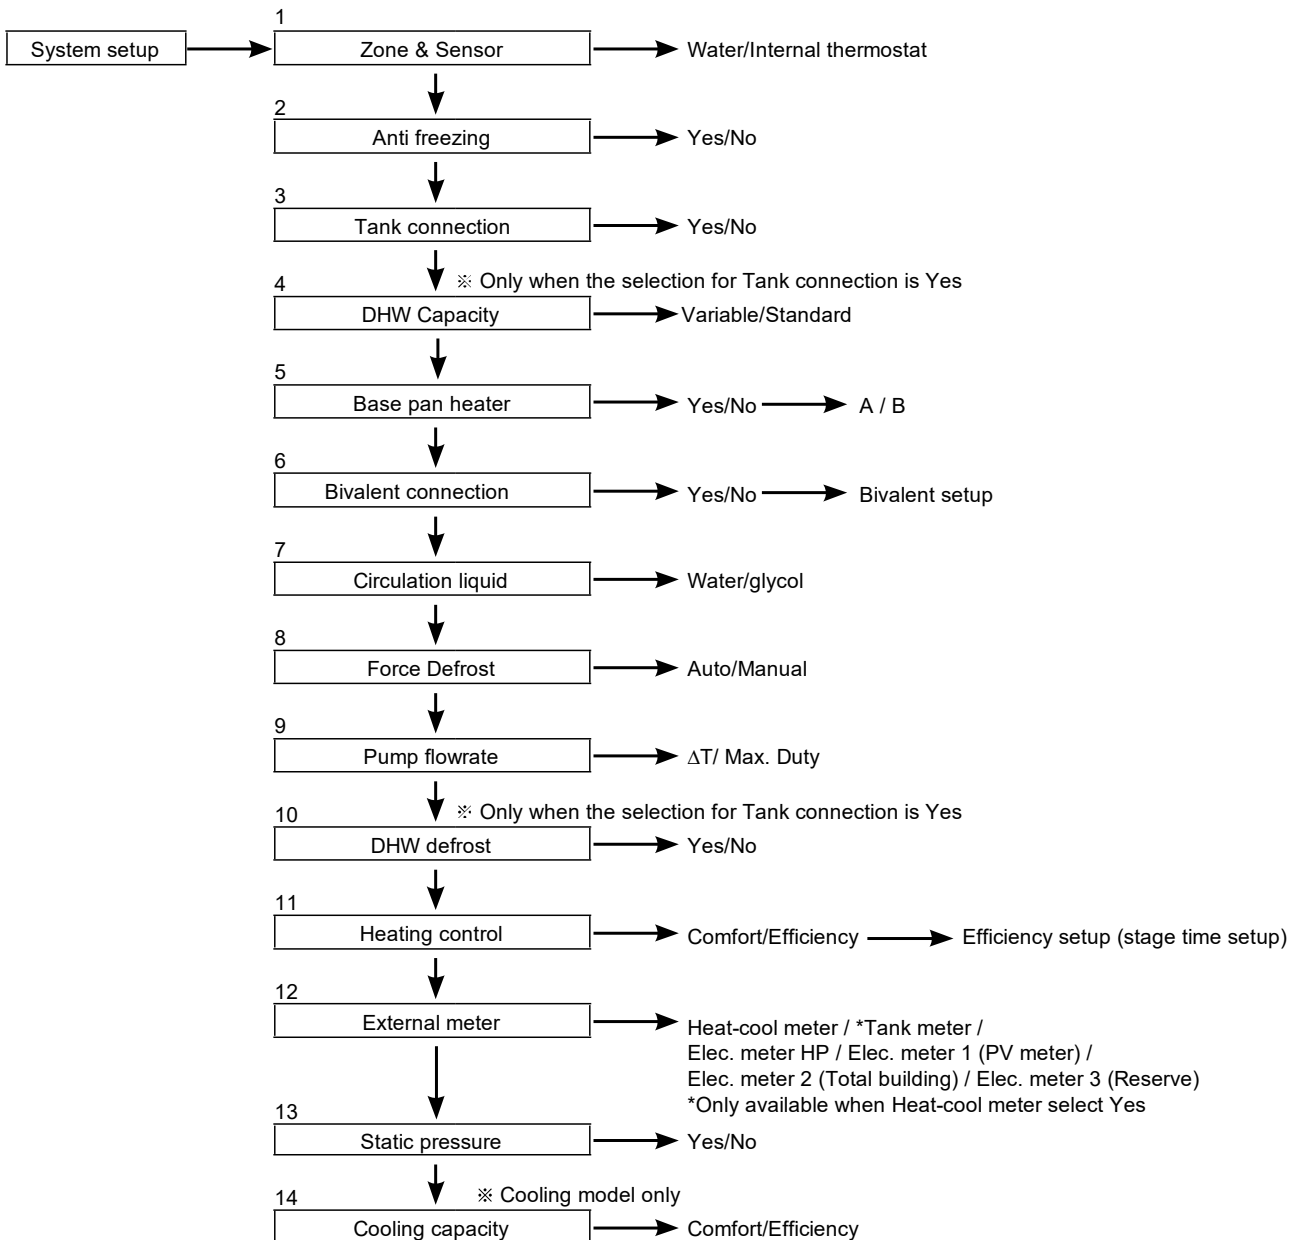 1
System setup
Zone & Sensor
Water/Internal thermostat
2
Anti freezing
Yes/No
3
Tank connection
Yes/No
※ Only when the selection for Tank connection is Yes
4
DHW Capacity
Variable/Standard
5
Base pan heater
Yes/No
A / B
6
Bivalent connection
Yes/No
Bivalent setup
7
Circulation liquid
Water/glycol
8
Force Defrost
Auto/Manual
9
Pump flowrate
ΔT/ Max. Duty
※ Only when the selection for Tank connection is Yes
10
DHW defrost
Yes/No
11
Heating control
Comfort/Efficiency
Efficiency setup (stage time setup)
12
External meter
Heat-cool meter / *Tank meter /
Elec. meter HP / Elec. meter 1 (PV meter) /
Elec. meter 2 (Total building) / Elec. meter 3 (Reserve)
*Only available when Heat-cool meter select Yes
13
Static pressure
Yes/No
※ Cooling model only
14
Cooling capacity
Comfort/Efficiency